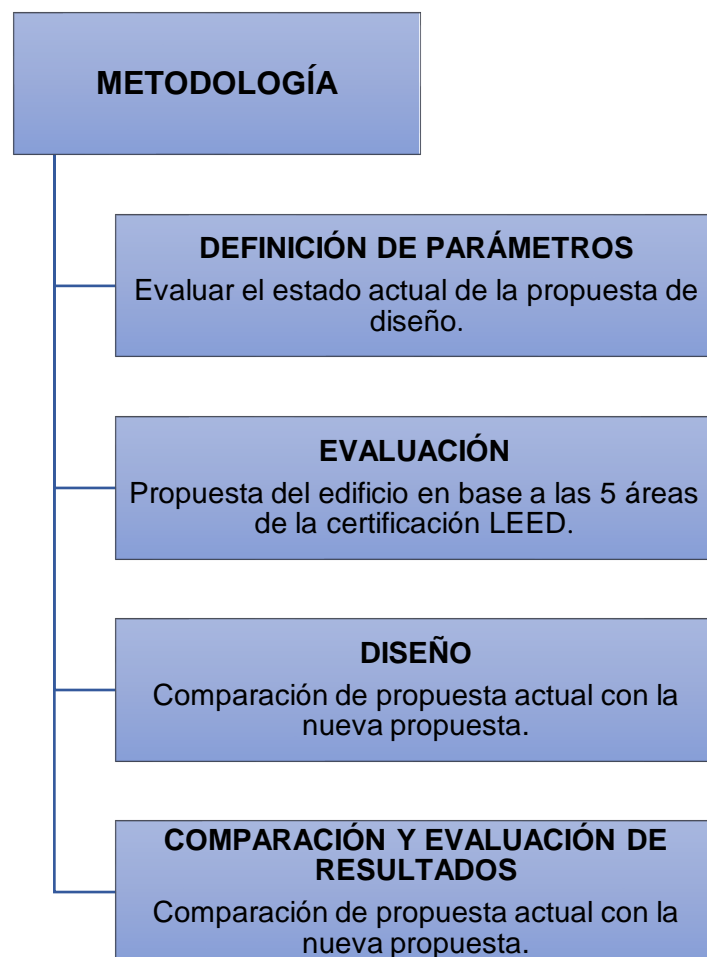 METODOLOGÍA
DEFINICIÓN DE PARÁMETROS
Evaluar el estado actual de la propuesta de
diseño.
EVALUACIÓN
Propuesta del edificio en base a las 5 áreas
de la certificación LEED.
DISEÑO
Comparación de propuesta actual con la
nueva propuesta.
COMPARACIÓN Y EVALUACIÓN DE
RESULTADOS
Comparación de propuesta actual con la
nueva propuesta.